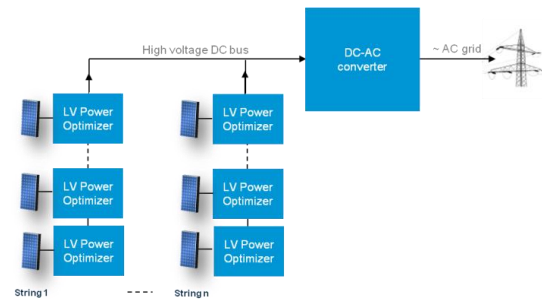 High voltage DC bus
DC-AC
converter
~ AC grid
LV Power
Optimizer
LV Power
Optimizer
LV Power
Optimizer
LV Power
Optimizer
LV Power
Optimizer
LV Power
Optimizer
String 1
String n